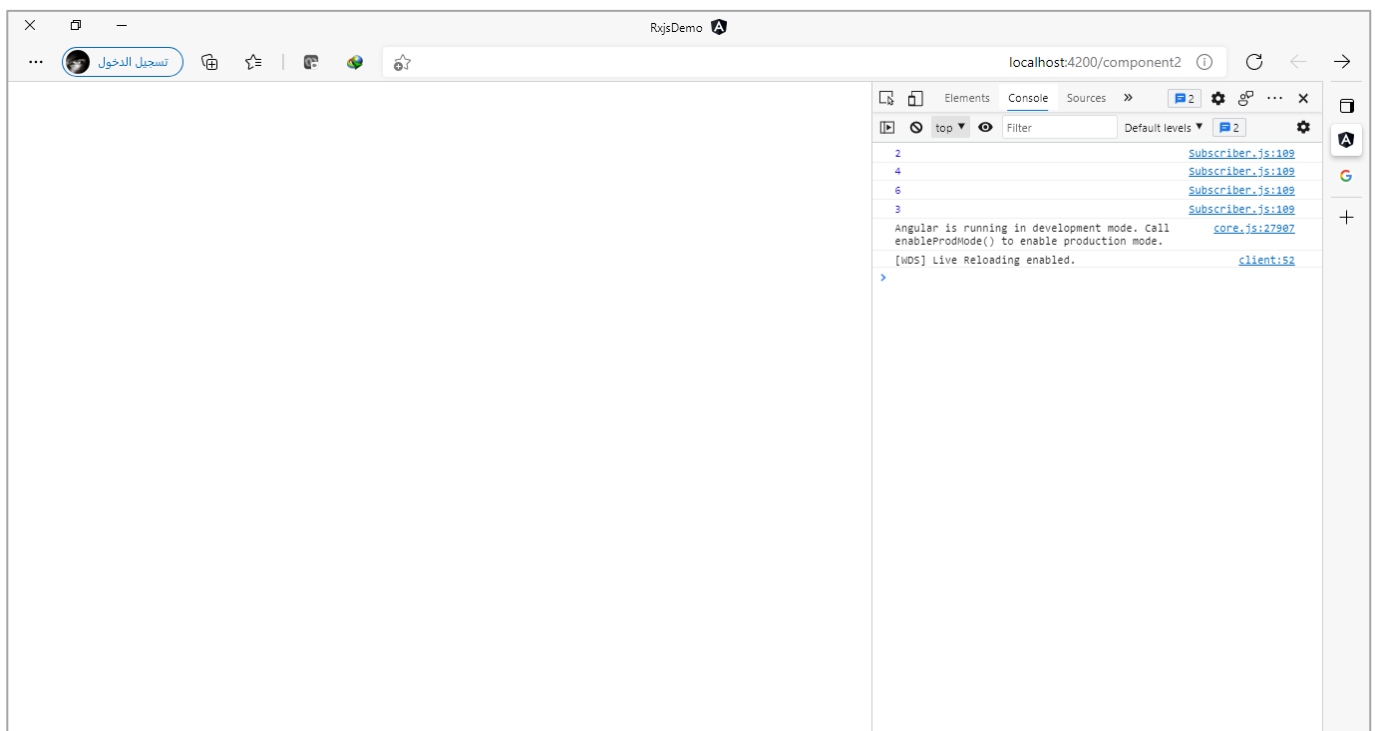 RxjsDemo
تسجيل الدخول
localhost:4200/component2
Elements Console Sources 2
top Filter Default levels 2
2 Subscriber.js:109
4 Subscriber.js:109
6 Subscriber.js:109
3 Subscriber.js:109
Angular is running in development mode. Call core.js:27907
enableProdMode() to enable production mode.
[WDS] Live Reloading enabled. client:52